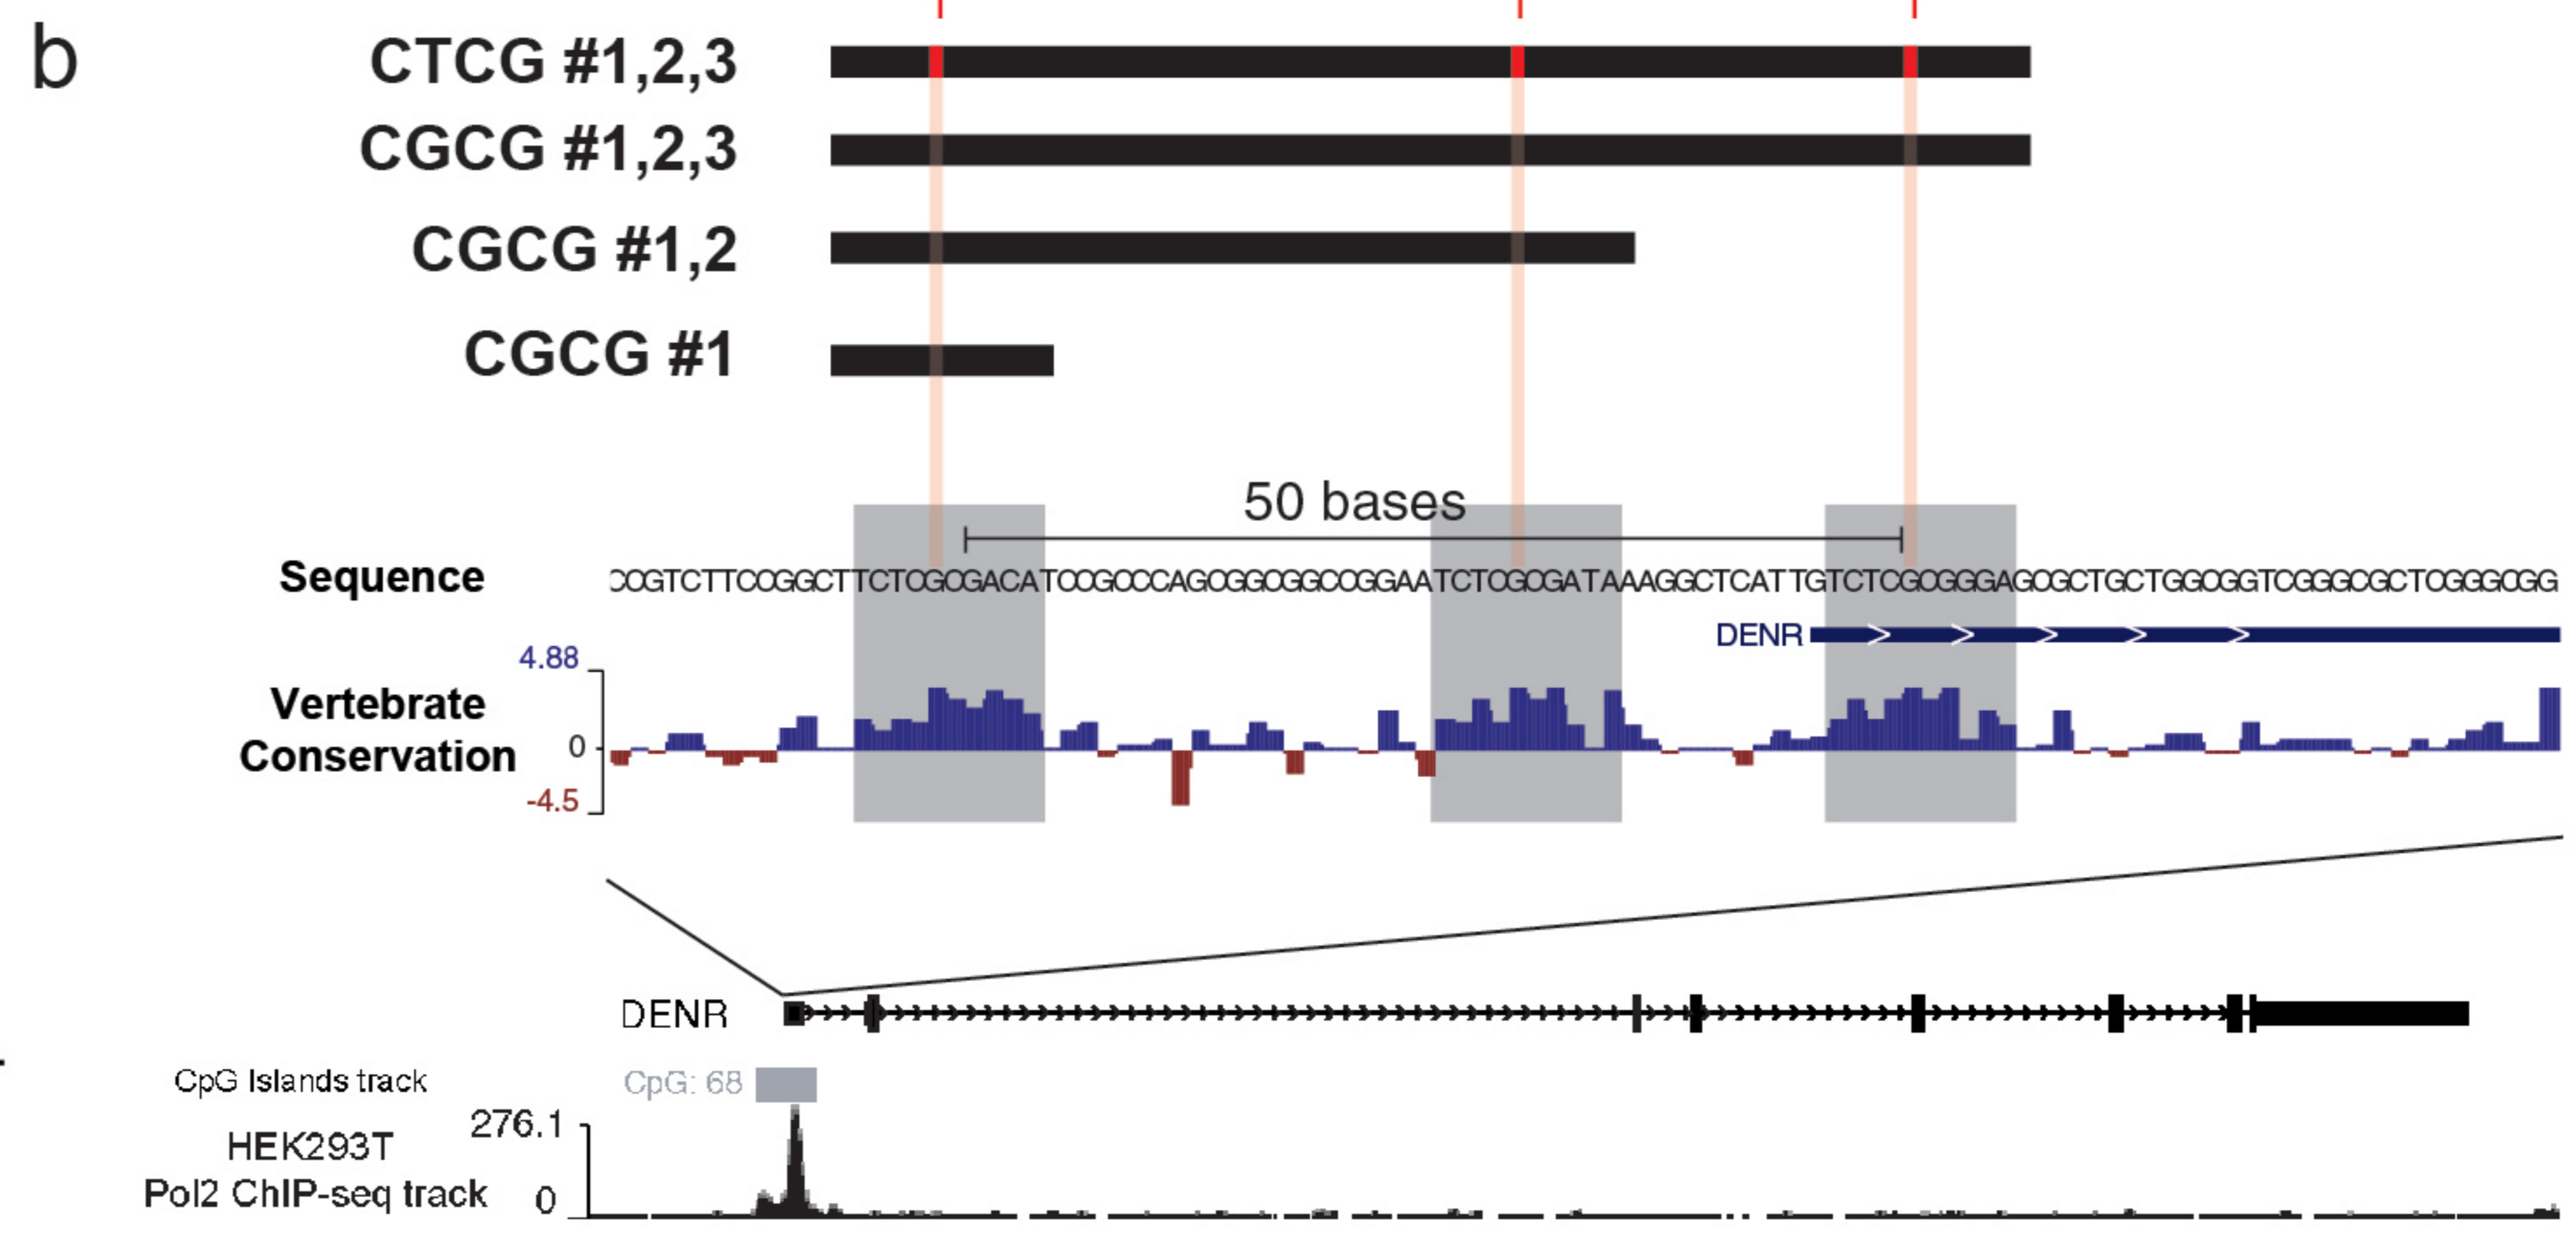 b
CTCG #1,2,3
CGCG #1,2,3
CGCG #1,2
CGCG #1
50 bases
Sequence
CCGTCTTCCGGCTTCTCGCGACATCCGCCCAGCGGCGGCCGGAATCTCGCGATAAAGGCTCATTGTCTCGCGGGAGCGCTGCTGGCGGTCGGGCGCTCGGGCGG
DENR
4.88
Vertebrate
Conservation
0
-4.5
DENR
CpG Islands track
CpG: 68
276.1
HEK293T
Pol2 ChIP-seq track
0